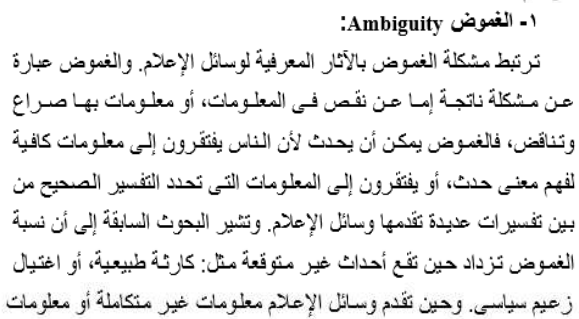 ١- الغموض Ambiguity:
ترتبط مشكلة الغموض بالآثار المعرفية لوسائل الإعلام. والغموض عبارة
عن مشكلة ناتجة إما عن نقص فى المعلومات، أو معلومات بها صراع
وتناقض، فالغموض يمكن أن يحدث لأن الناس يفتقرون إلى معلومات كافية
لفهم معنى حدث، أو يفتقرون إلى المعلومات التى تحدد التفسير الصحيح من
بين تفسيرات عديدة تقدمها وسائل الإعلام. وتشير البحوث السابقة إلى أن نسبة
الغموض تزداد حين تقع أحداث غير متوقعة مثل: كارثة طبيعية، أو اغتيال
زعيم سياسى. وحين تقدم وسائل الإعلام معلومات غير متكاملة أو معلومات